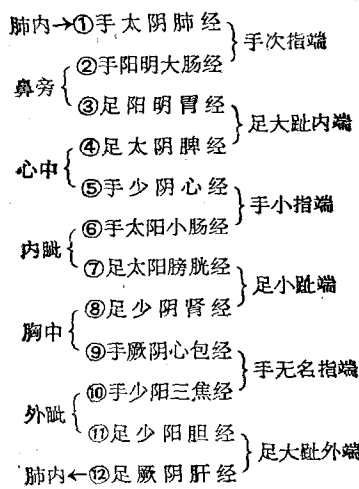 肺内→①手太阴肺经
手次指端
②手阳明大肠经
鼻旁
③足阳明胃经
足大趾内端
④足太阴脾经
心中
⑤手少阴心经
手小指端
⑥手太阳小肠经
内眦
⑦足太阳膀胱经
足小趾端
⑧足少阴肾经
胸中
⑨手厥阴心包经
手无名指端
⑩手少阳三焦经
外眦
⑪足少阳胆经
足大趾外端
肺内←⑫足厥阴肝经